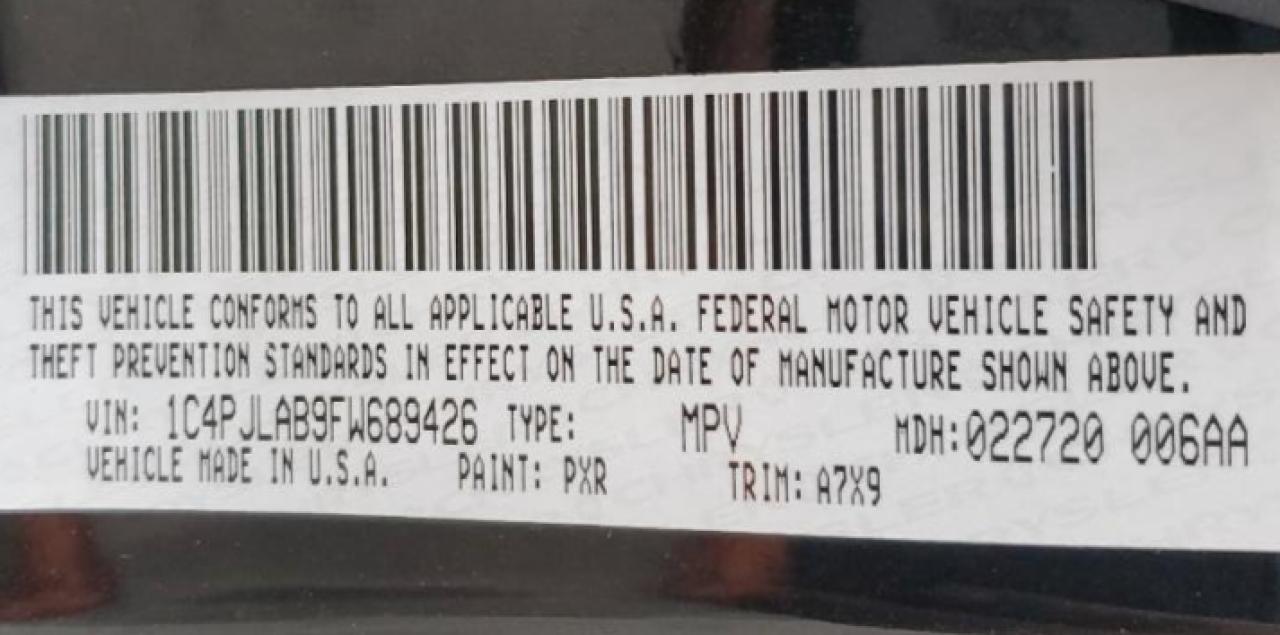 THIS VEHICLE CONFORMS TO ALL APPLICABLE U.S.A. FEDERAL MOTOR VEHICLE SAFETY AND
THEFT PREVENTION STANDARDS IN EFFECT ON THE DATE OF MANUFACTURE SHOWN ABOVE.
VIN: 1C4PJLAB9FW689426 TYPE: MPV MDH:022720 006AA
VEHICLE MADE IN U.S.A. PAINT: PXR TRIM: A7X9